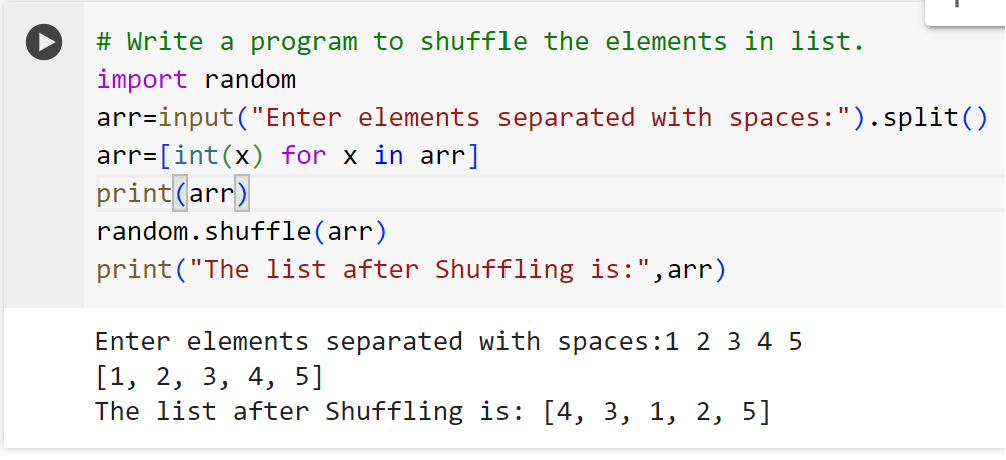 # Write a program to shuffle the elements in list.
import random
arr=input("Enter elements separated with spaces:").split()
arr=[int(x) for x in arr]
print(arr)
random.shuffle(arr)
print("The list after Shuffling is:",arr)
Enter elements separated with spaces:1 2 3 4 5
[1, 2, 3, 4, 5]
The list after Shuffling is: [4, 3, 1, 2, 5]